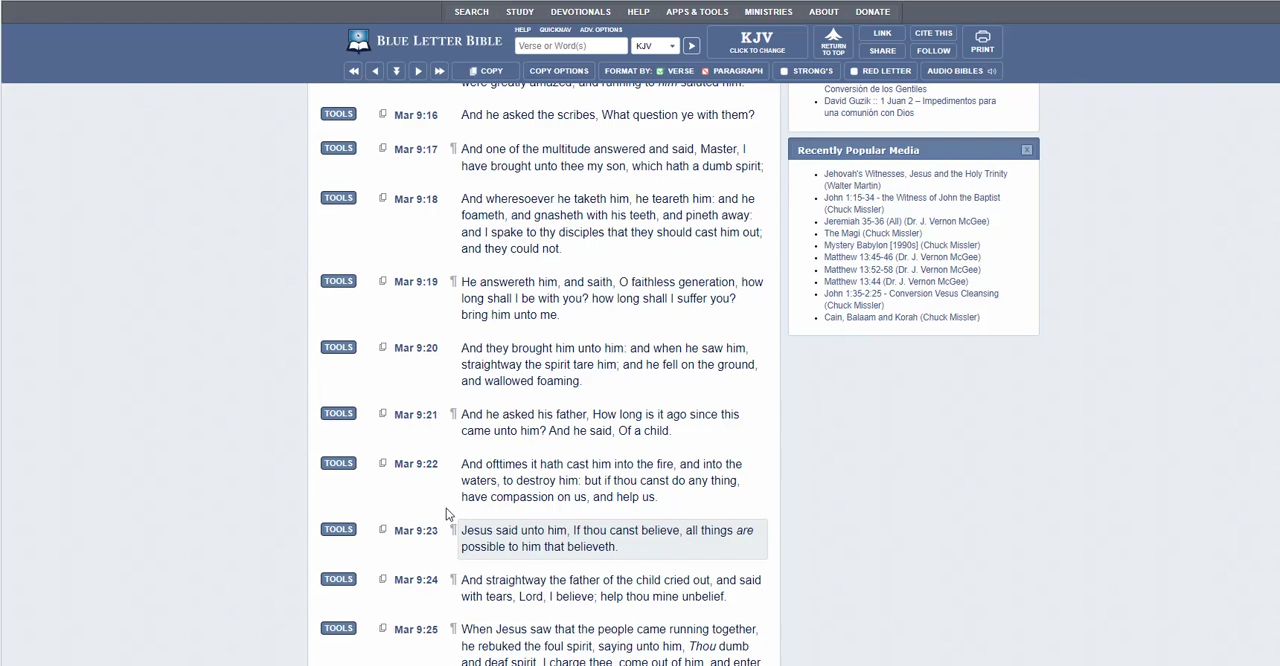 SEARCH STUDY DEVOTIONALS HELP APPS & TOOLS MINISTRIES ABOUT DONATE
BLUE LETTER BIBLE
HELP QUICKNAV ADV. OPTIONS
Verse or Word(s) KJV
KJV
CLICK TO CHANGE
RETURN
TO TOP
LINK CITE THIS
SHARE FOLLOW
PRINT
COPY COPY OPTIONS FORMAT BY: VERSE PARAGRAPH STRONG'S RED LETTER AUDIO BIBLES
were greatly amazed, and running to him saluted him.
TOOLS Mar 9:16 And he asked the scribes, What question ye with them?
TOOLS Mar 9:17 ¶ And one of the multitude answered and said, Master, I
have brought unto thee my son, which hath a dumb spirit;
TOOLS Mar 9:18 And wheresoever he taketh him, he teareth him: and he
foameth, and gnasheth with his teeth, and pineth away:
and I spake to thy disciples that they should cast him out;
and they could not.
TOOLS Mar 9:19 ¶ He answereth him, and saith, O faithless generation, how
long shall I be with you? how long shall I suffer you?
bring him unto me.
TOOLS Mar 9:20 And they brought him unto him: and when he saw him,
straightway the spirit tare him; and he fell on the ground,
and wallowed foaming.
TOOLS Mar 9:21 ¶ And he asked his father, How long is it ago since this
came unto him? And he said, Of a child.
TOOLS Mar 9:22 And ofttimes it hath cast him into the fire, and into the
waters, to destroy him: but if thou canst do any thing,
have compassion on us, and help us.
TOOLS Mar 9:23 ¶ Jesus said unto him, If thou canst believe, all things are
possible to him that believeth.
TOOLS Mar 9:24 ¶ And straightway the father of the child cried out, and said
with tears, Lord, I believe; help thou mine unbelief.
TOOLS Mar 9:25 ¶ When Jesus saw that the people came running together,
he rebuked the foul spirit, saying unto him, Thou dumb
and deaf spirit, I charge thee, come out of him, and enter
Conversión de los Gentiles
David Guzik :: 1 Juan 2 – Impedimentos para
una comunión con Dios
Recently Popular Media
Jehovah's Witnesses, Jesus and the Holy Trinity
(Walter Martin)
John 1:15-34 - the Witness of John the Baptist
(Chuck Missler)
Jeremiah 35-36 (All) (Dr. J. Vernon McGee)
The Magi (Chuck Missler)
Mystery Babylon [1990s] (Chuck Missler)
Matthew 13:45-46 (Dr. J. Vernon McGee)
Matthew 13:52-58 (Dr. J. Vernon McGee)
Matthew 13:44 (Dr. J. Vernon McGee)
John 1:35-2:25 - Conversion Vesus Cleansing
(Chuck Missler)
Cain, Balaam and Korah (Chuck Missler)